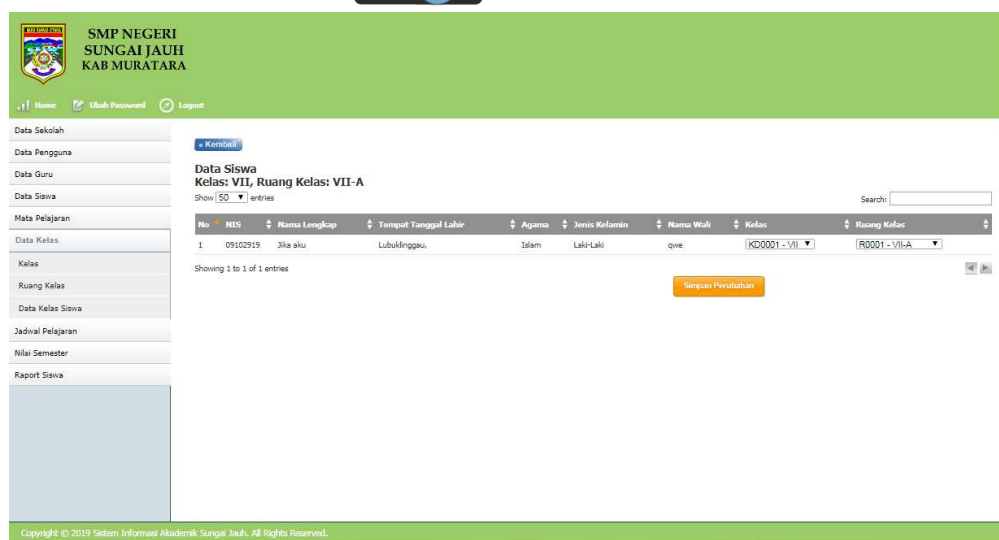 SMP NEGERI
SUNGAI JAUH
KAB MURATARA
Home Ubah Password Logout
Data Sekolah
Data Pengguna
Data Guru
Data Siswa
Mata Pelajaran
Data Kelas
Kelas
Ruang Kelas
Data Kelas Siswa
Jadwal Pelajaran
Nilai Semester
Raport Siswa
« Kembali
Data Siswa
Kelas: VII, Ruang Kelas: VII-A
Show 50 entries Search:
No NIS Nama Lengkap Tempat Tanggal Lahir Agama Jenis Kelamin Nama Wali Kelas Ruang Kelas
1 09102919 Jika aku Lubuklinggau, Islam Laki-Laki qwe KD0001 - VII R0001 - VII-A
Showing 1 to 1 of 1 entries
Simpan Perubahan
Copyright © 2019 Sistem Informasi Akademik Sungai Jauh. All Rights Reserved.